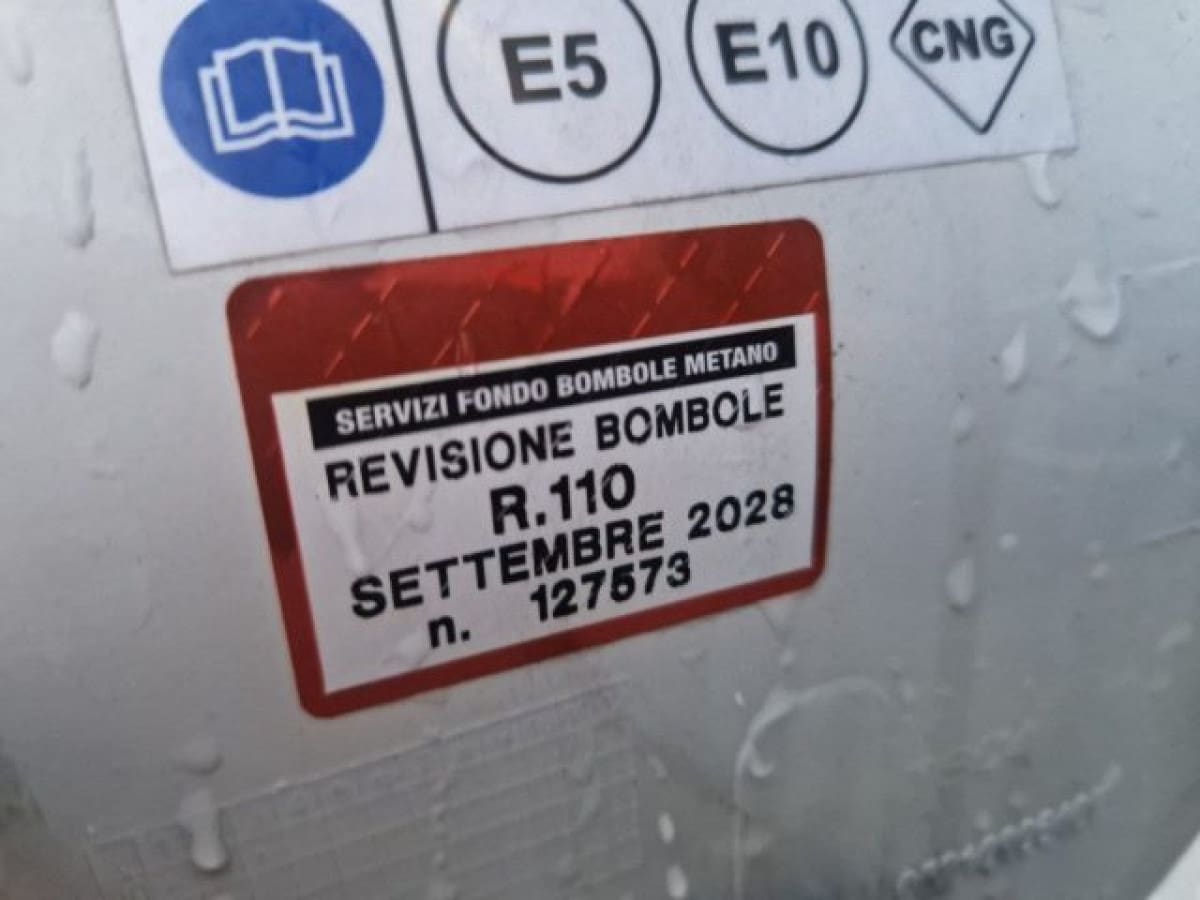 E5 E10 CNG
SERVIZI FONDO BOMBOLE METANO
REVISIONE BOMBOLE
R.110
SETTEMBRE 2028
n. 127573